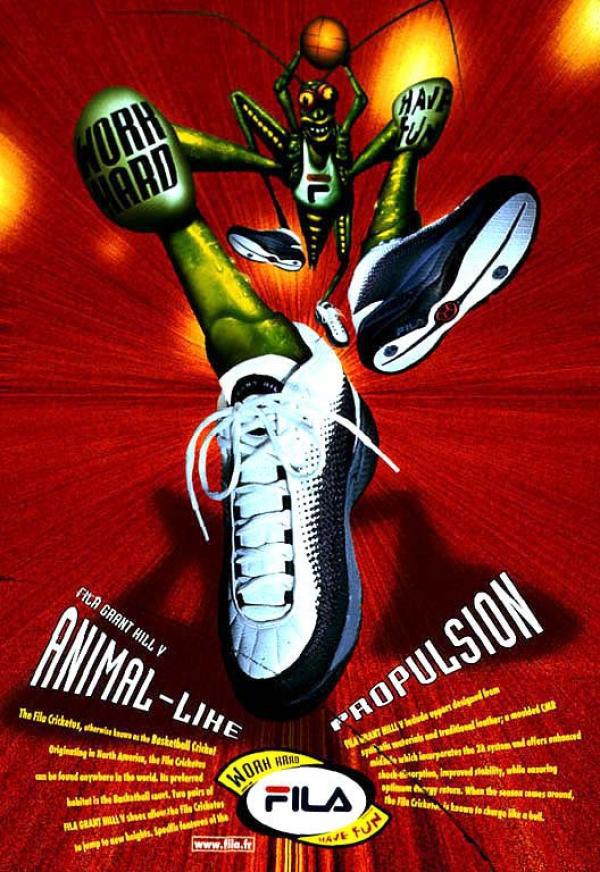 WORK
HARD
HAVE
FUN
F
FILA
FILA GRANT HILL V
ANIMAL-LIKE
PROPULSION
The Fila Cricketus, otherwise known as the Basketball Cricket
Originating in North America, the Fila Cricketus
can be found anywhere in the world. His preferred
habitat is the Basketball court. Two pairs of
FILA GRANT HILL V shoes allow the Fila Cricketus
to jump to new heights. Specific features of the
FILA GRANT HILL V include uppers designed from
materials and traditional leather; a moulded CMR
which incorporates the 2A system and offers enhanced
shock-absorption, improved stability, while ensuring
optimum energy return. When the season comes around,
the Fila Cricketus is known to charge like a bull.
WORK HARD
FILA
HAVE FUN
www.fila.fr